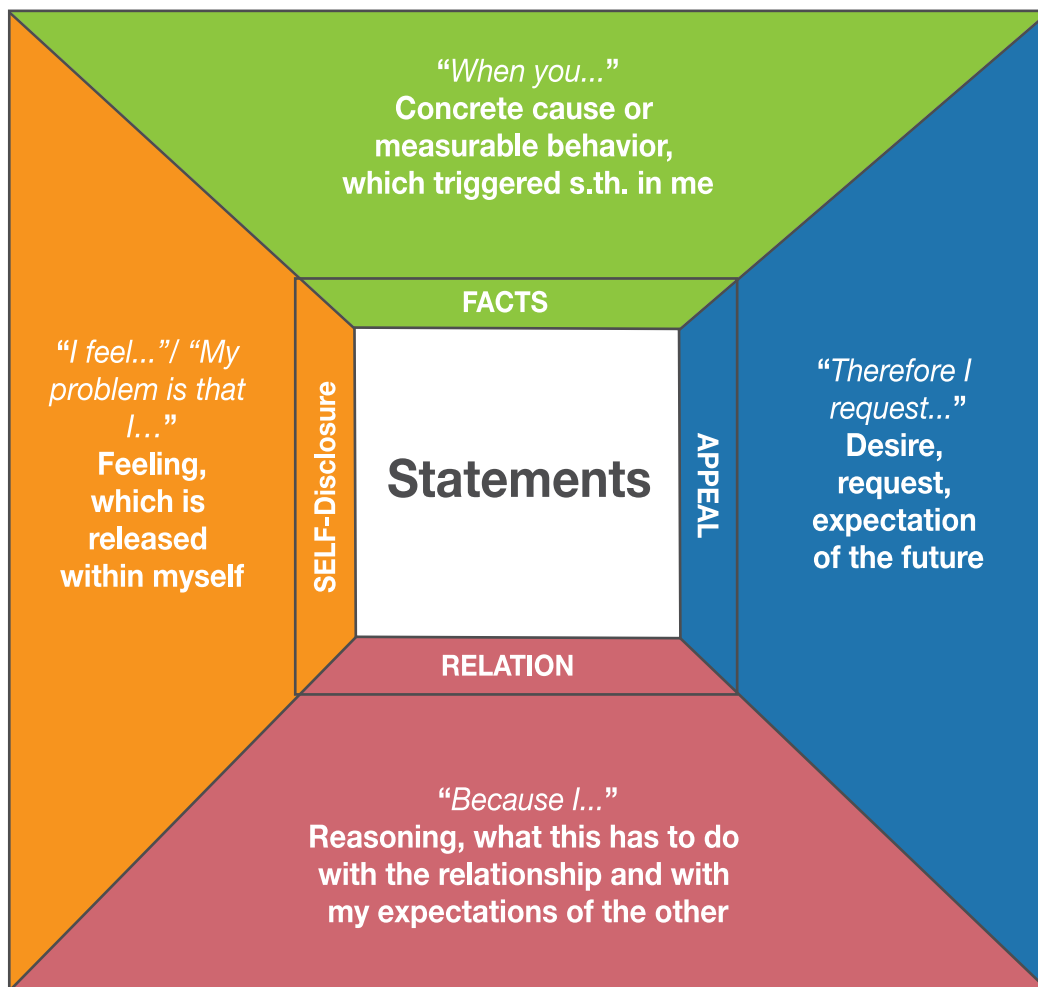 “When you...”
Concrete cause or
measurable behavior,
which triggered s.th. in me
FACTS
“I feel...”/ “My
problem is that
I...”
Feeling,
which is
released
within myself
SELF-Disclosure
Statements
APPEAL
“Therefore I
request...”
Desire,
request,
expectation
of the future
RELATION
“Because I...”
Reasoning, what this has to do
with the relationship and with
my expectations of the other